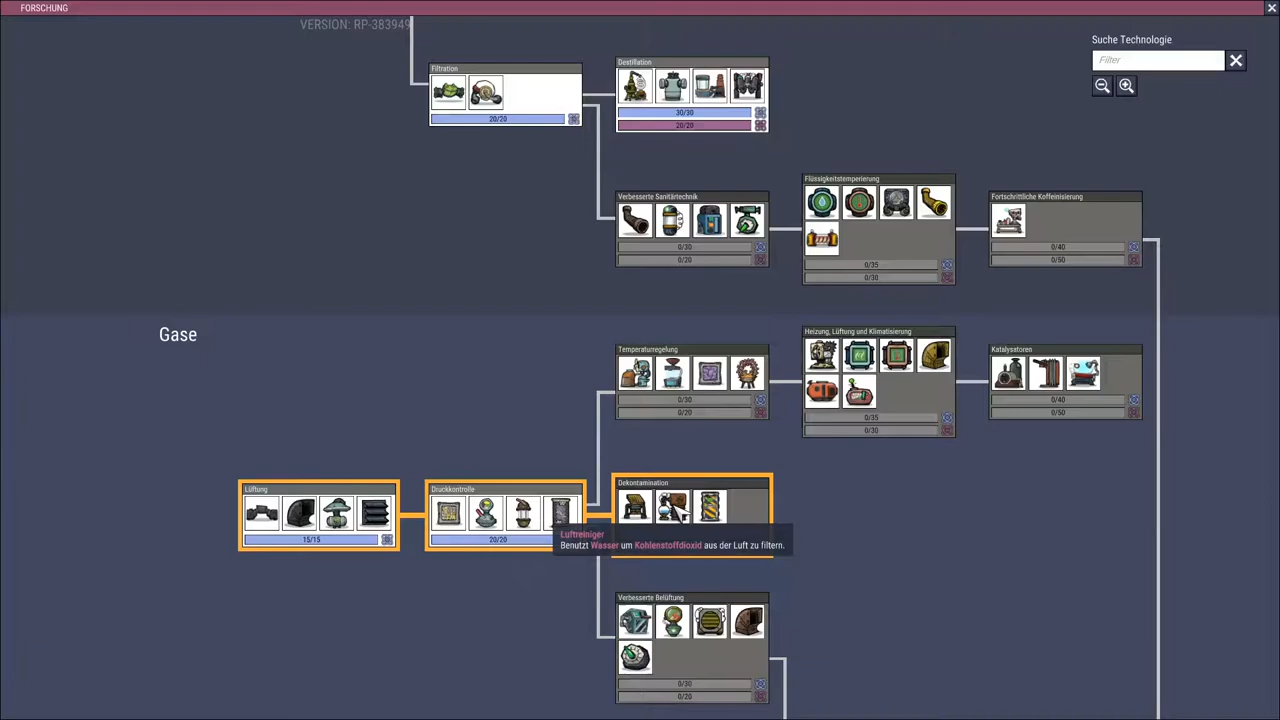 FORSCHUNG
VERSION: RP-383949
Suche Technologie
Filter
Filtration
20/20
Destillation
30/30
20/20
Verbesserte Sanitärtechnik
0/30
0/20
Flüssigkeitstemperierung
0/35
0/30
Fortschrittliche Koffeinisierung
0/40
0/50
Gase
Temperaturregelung
0/30
0/20
Heizung, Lüftung und Klimatisierung
0/35
0/30
Katalysatoren
0/40
0/50
Lüftung
15/15
Druckkontrolle
20/20
Dekontamination
Luftreiniger
Benutzt Wasser um Kohlenstoffdioxid aus der Luft zu filtern.
Verbesserte Belüftung
0/30
0/20